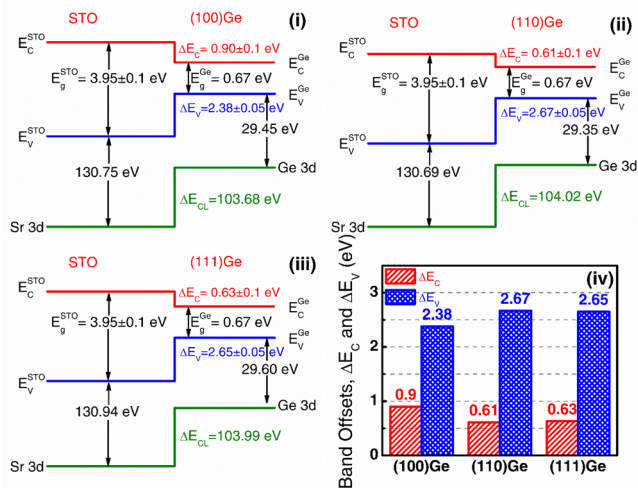 STO (100)Ge (i)
E_C^STO ΔE_C= 0.90±0.1 eV E_C^Ge
E_g^STO = 3.95±0.1 eV E_g^Ge = 0.67 eV
E_V^Ge
ΔE_V=2.38±0.05 eV
E_V^STO 29.45 eV
130.75 eV Ge 3d
ΔE_CL=103.68 eV
Sr 3d
STO (110)Ge (ii)
E_C^STO ΔE_C=0.61±0.1 eV E_C^Ge
E_g^STO = 3.95±0.1 eV E_g^Ge = 0.67 eV
E_V^Ge
ΔE_V=2.67±0.05 eV
E_V^STO 29.35 eV
130.69 eV Ge 3d
ΔE_CL=104.02 eV
Sr 3d
STO (111)Ge (iii)
E_C^STO ΔE_C=0.63±0.1 eV E_C^Ge
E_g^STO = 3.95±0.1 eV E_g^Ge = 0.67 eV
E_V^Ge
ΔE_V=2.65±0.05 eV
E_V^STO 29.60 eV
130.94 eV Ge 3d
ΔE_CL=103.99 eV
Sr 3d
(iv)
Band Offsets, ΔE_C and ΔE_V (eV)
ΔE_C
ΔE_V
3
2
1
0
2.38
2.67
2.65
0.9
0.61
0.63
(100)Ge (110)Ge (111)Ge